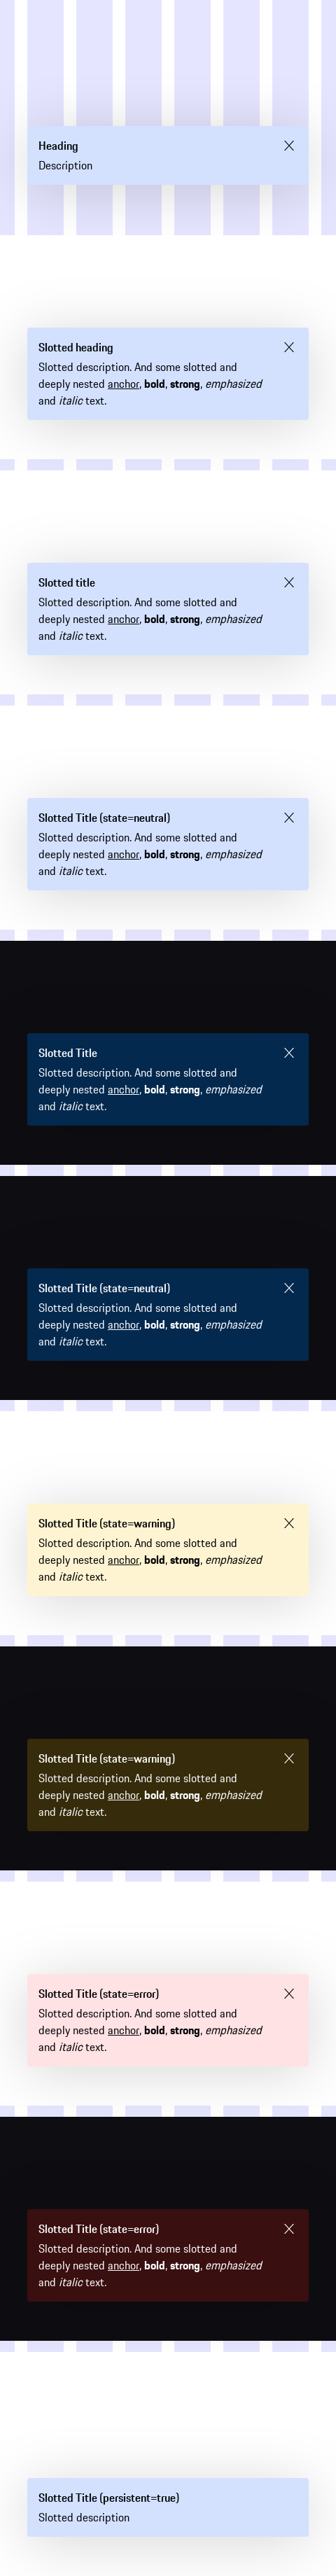 Heading
Description
Slotted heading
Slotted description. And some slotted and
deeply nested anchor, bold, strong, emphasized
and italic text.
Slotted title
Slotted description. And some slotted and
deeply nested anchor, bold, strong, emphasized
and italic text.
Slotted Title (state=neutral)
Slotted description. And some slotted and
deeply nested anchor, bold, strong, emphasized
and italic text.
Slotted Title
Slotted description. And some slotted and
deeply nested anchor, bold, strong, emphasized
and italic text.
Slotted Title (state=neutral)
Slotted description. And some slotted and
deeply nested anchor, bold, strong, emphasized
and italic text.
Slotted Title (state=warning)
Slotted description. And some slotted and
deeply nested anchor, bold, strong, emphasized
and italic text.
Slotted Title (state=warning)
Slotted description. And some slotted and
deeply nested anchor, bold, strong, emphasized
and italic text.
Slotted Title (state=error)
Slotted description. And some slotted and
deeply nested anchor, bold, strong, emphasized
and italic text.
Slotted Title (state=error)
Slotted description. And some slotted and
deeply nested anchor, bold, strong, emphasized
and italic text.
Slotted Title (persistent=true)
Slotted description